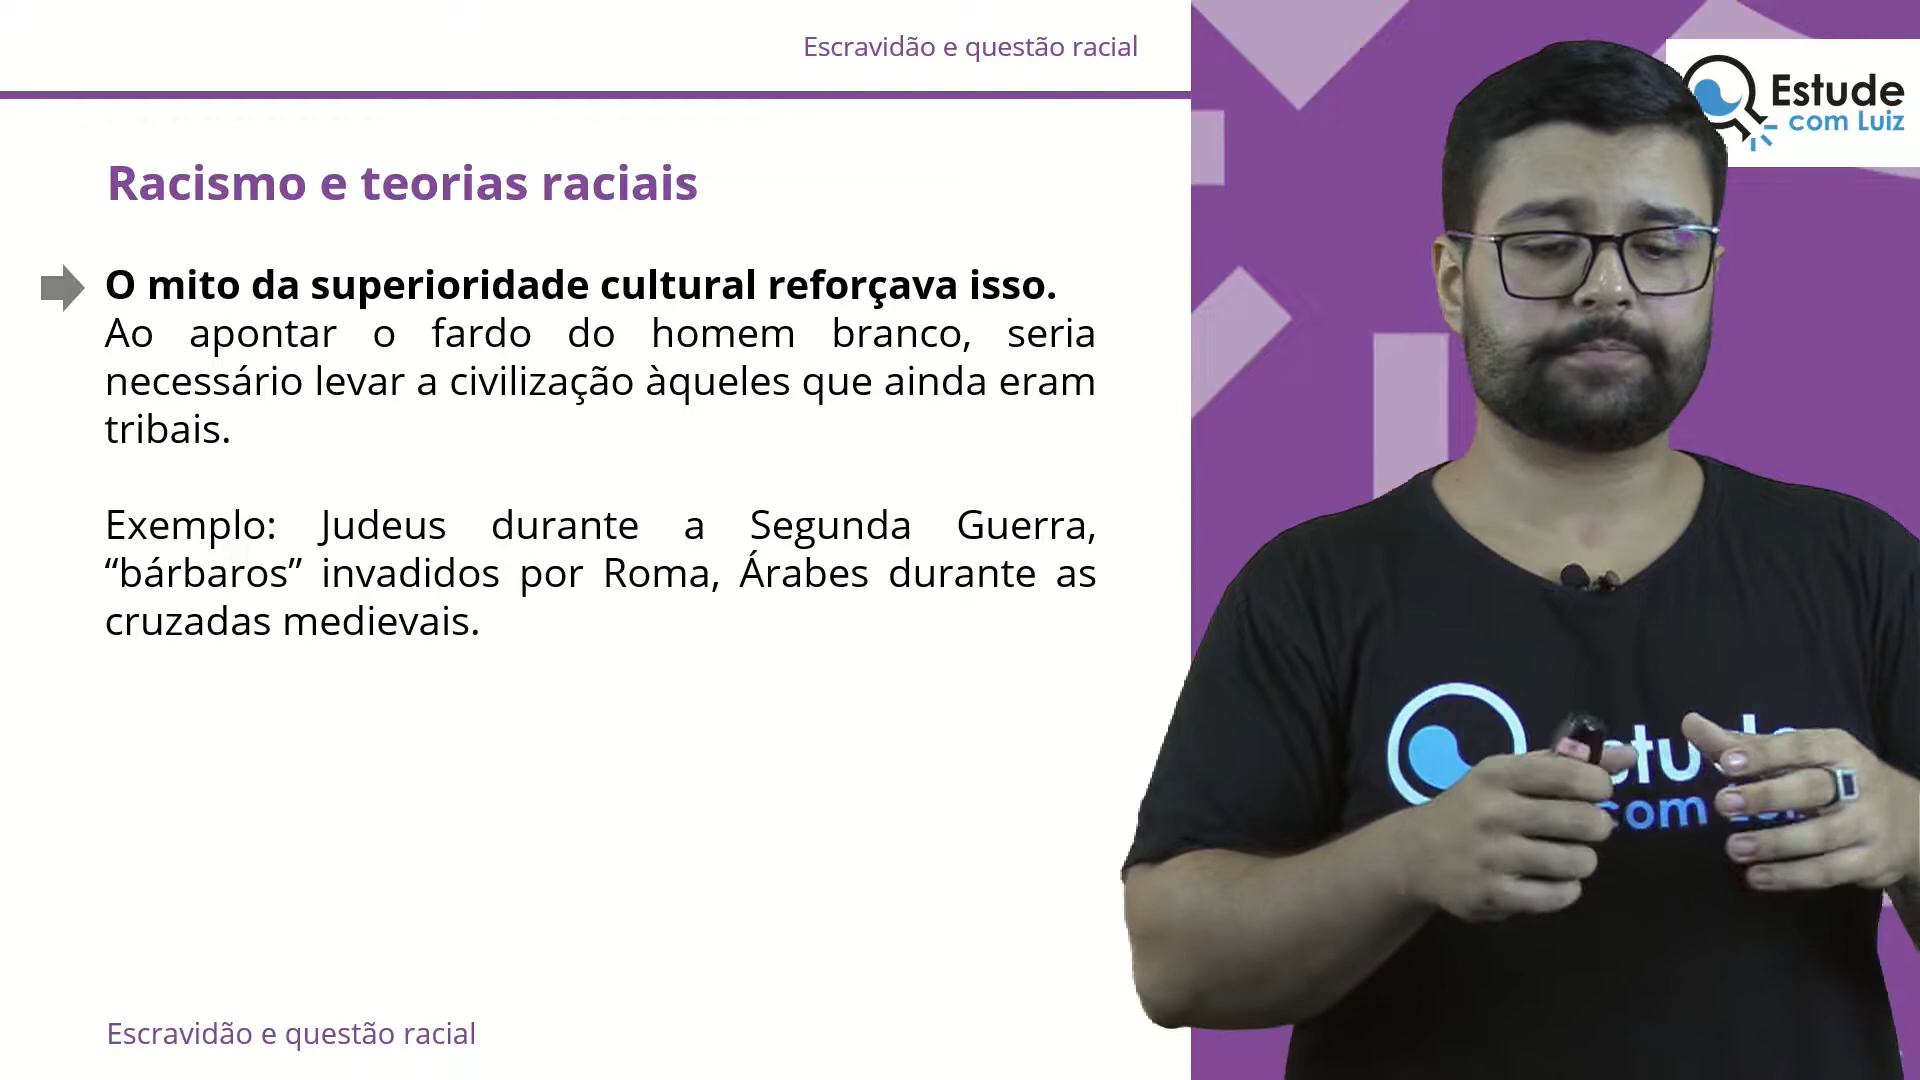 Escravidão e questão racial
Estude
com Luiz
Racismo e teorias raciais
O mito da superioridade cultural reforçava isso.
Ao apontar o fardo do homem branco, seria
necessário levar a civilização àqueles que ainda eram
tribais.
Exemplo: Judeus durante a Segunda Guerra,
“bárbaros” invadidos por Roma, Árabes durante as
cruzadas medievais.
com
Escravidão e questão racial